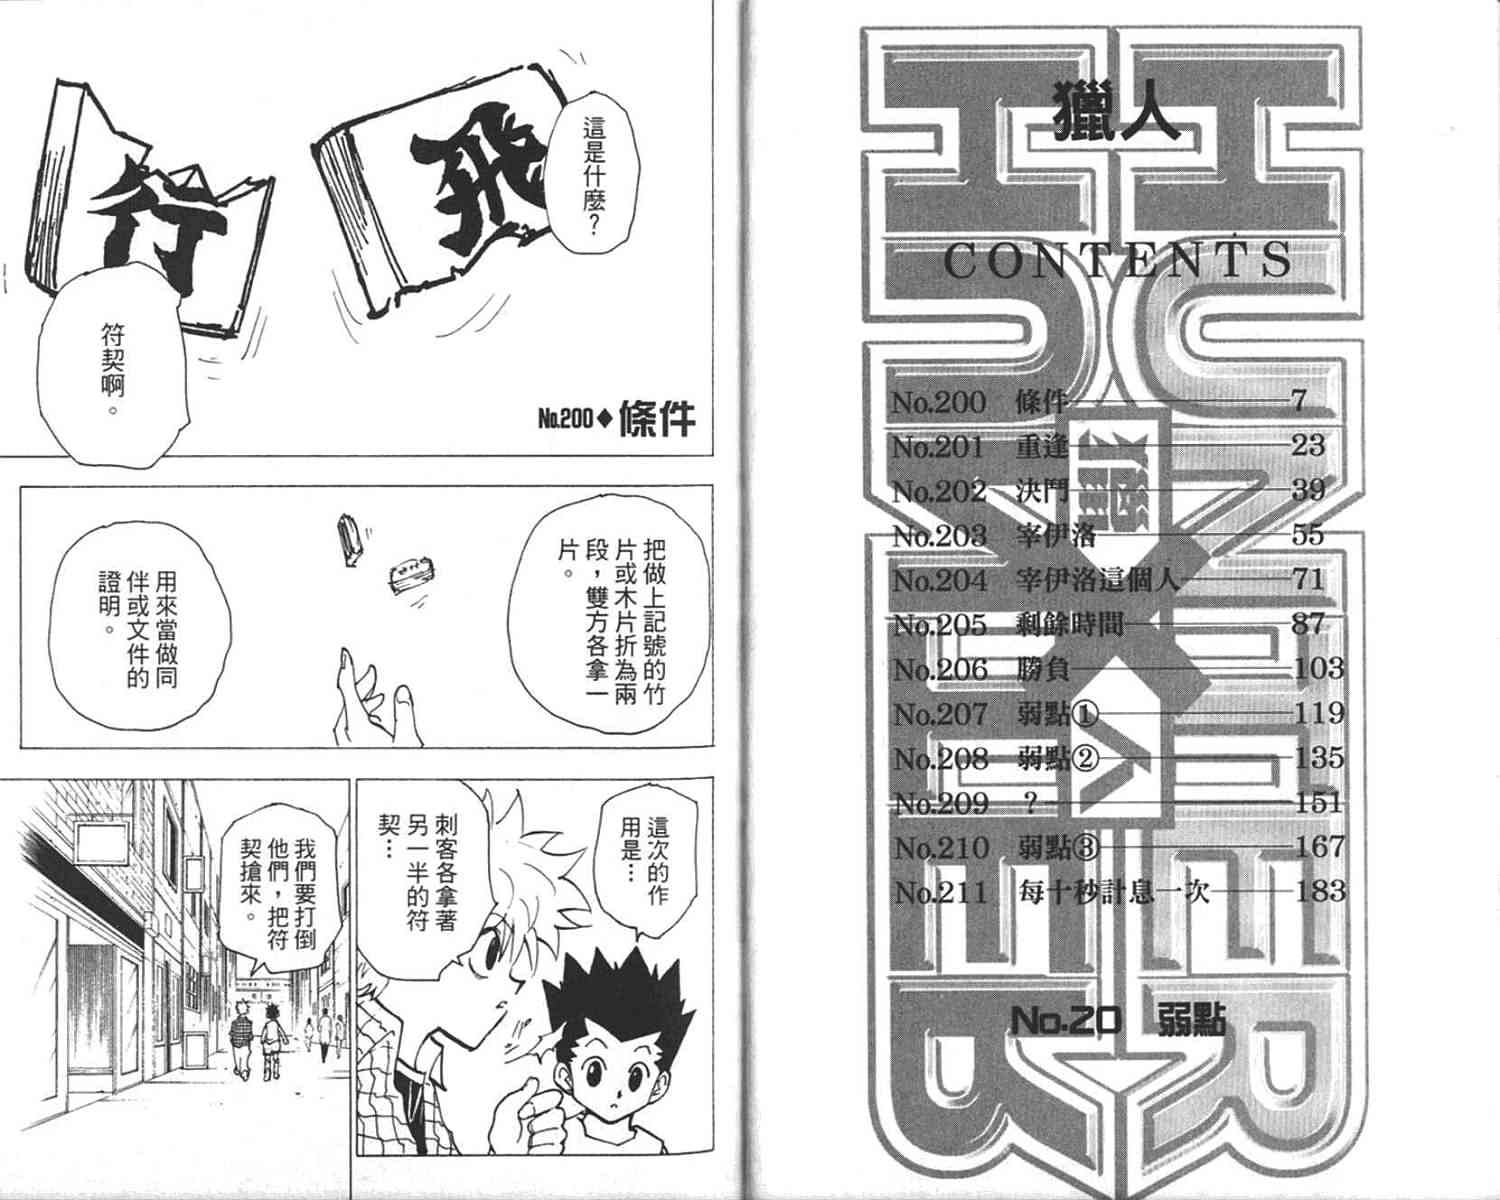 獵人
CONTENTS
No.200 條件 7
No.201 重逢 23
No.202 決鬥 39
No.203 宰伊洛 55
No.204 宰伊洛這個人 71
No.205 剩餘時間 87
No.206 勝負 103
No.207 弱點① 119
No.208 弱點② 135
No.209 ？ 151
No.210 弱點③ 167
No.211 每十秒計息一次 183
No.20 弱點
HUNTER
HUNTER
獵人
飛
這是什麼？
行
符契啊。
No.200◆條件
把做上記號的竹
片或木片折為兩
段，雙方各拿一
片。
用來當做同
伴或文件的
證明。
這次的作
用是…
刺客各拿著
另一半的符
契…
我們要打倒
他們，把符
契搶來。